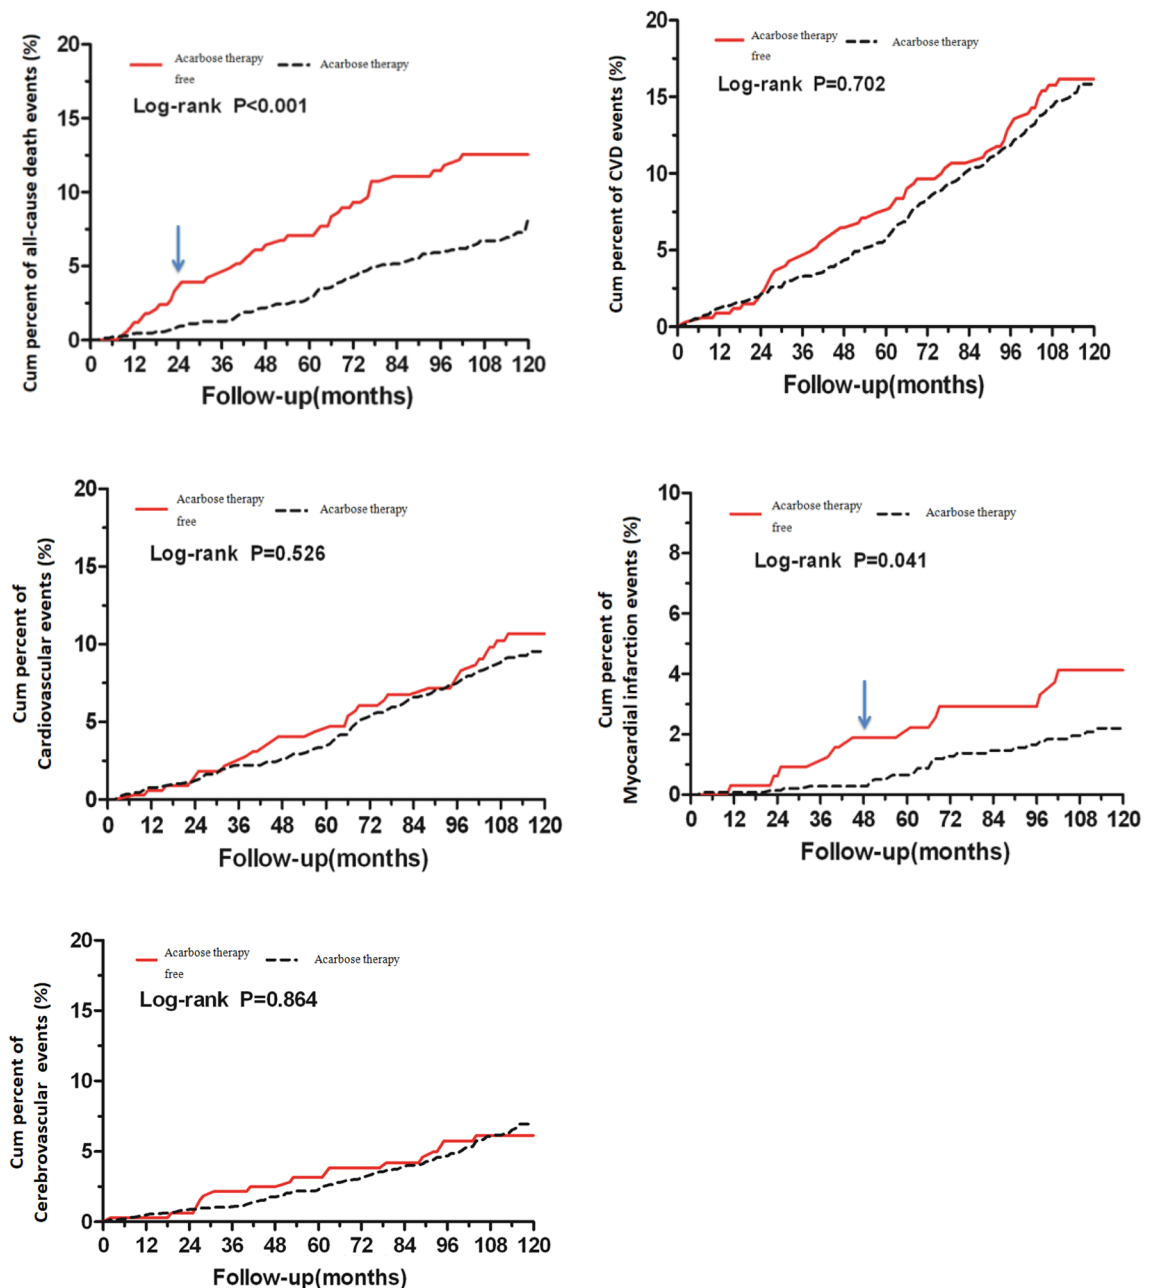 Cum percent of all-cause death events (%)
20
15
10
5
0
Acarbose therapy
free
Acarbose therapy
Log-rank P<0.001
0 12 24 36 48 60 72 84 96 108 120
Follow-up(months)
Cum percent of CVD events (%)
20
15
10
5
0
Acarbose therapy
free
Acarbose therapy
Log-rank P=0.702
0 12 24 36 48 60 72 84 96 108 120
Follow-up(months)
Cum percent of
Cardiovascular events (%)
20
15
10
5
0
Acarbose therapy
free
Acarbose therapy
Log-rank P=0.526
0 12 24 36 48 60 72 84 96 108 120
Follow-up(months)
Cum percent of
Myocardial infarction events (%)
10
8
6
4
2
0
Acarbose therapy
free
Acarbose therapy
Log-rank P=0.041
0 12 24 36 48 60 72 84 96 108 120
Follow-up(months)
Cum percent of
Cerebrovascular events (%)
20
15
10
5
0
Acarbose therapy
free
Acarbose therapy
Log-rank P=0.864
0 12 24 36 48 60 72 84 96 108 120
Follow-up(months)